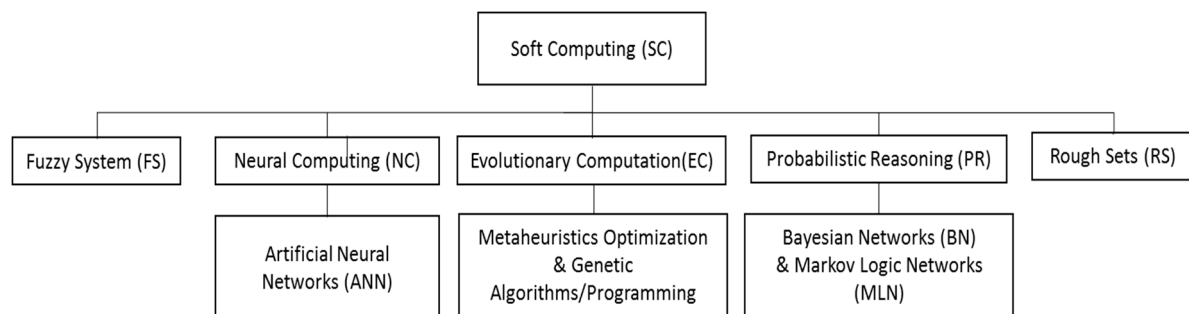 Soft Computing (SC)
Fuzzy System (FS)
Neural Computing (NC)
Evolutionary Computation(EC)
Probabilistic Reasoning (PR)
Rough Sets (RS)
Artificial Neural
Networks (ANN)
Metaheuristics Optimization
& Genetic
Algorithms/Programming
Bayesian Networks (BN)
& Markov Logic Networks
(MLN)